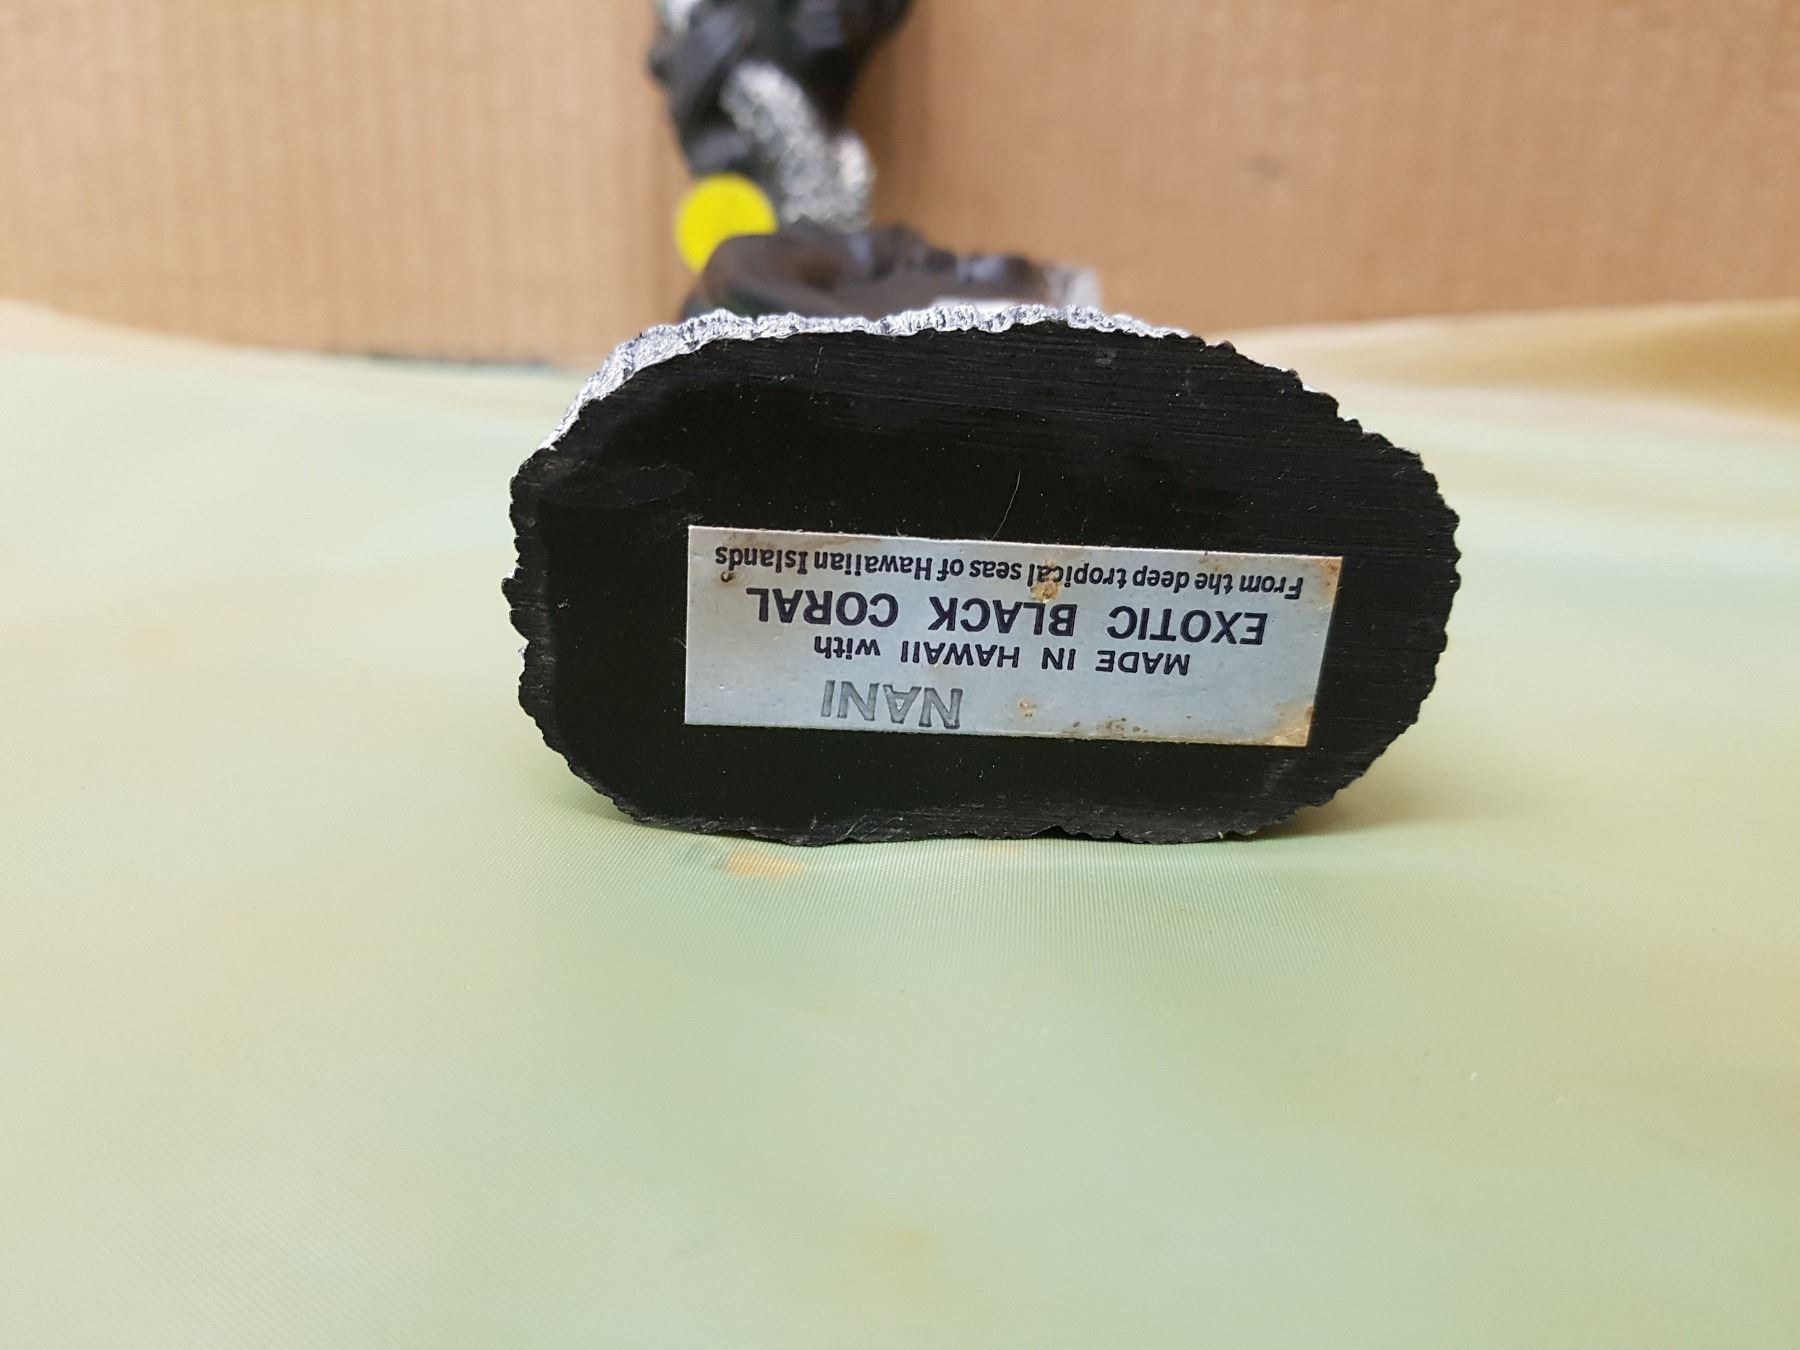 NANI
MADE IN HAWAII with
EXOTIC BLACK CORAL
From the deep tropical seas of Hawaiian Islands